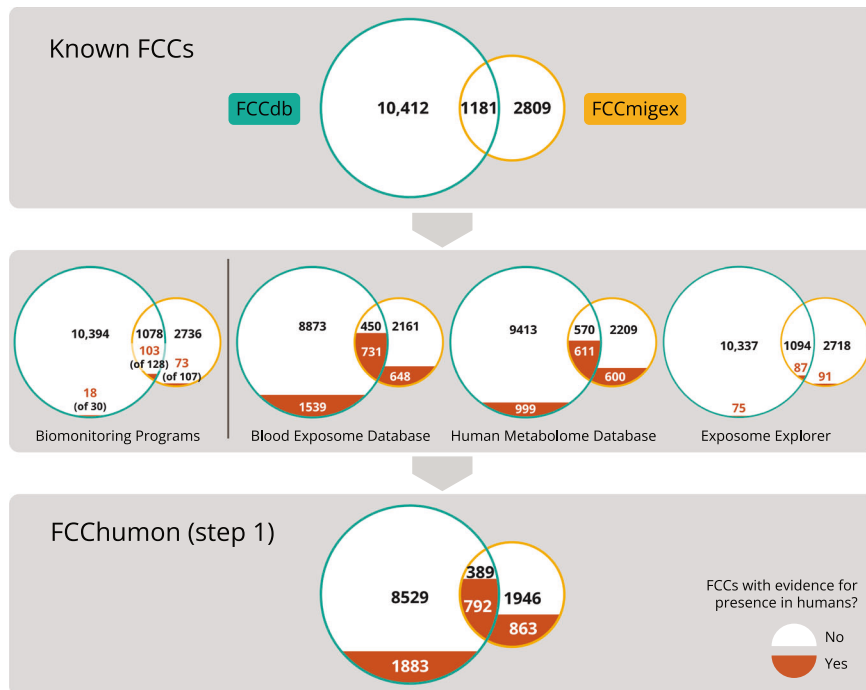 Known FCCs
FCCdb
10,412
1181
2809
FCCmigex
10,394
1078
2736
103
(of 128)
73
(of 107)
18
(of 30)
Biomonitoring Programs
8873
450
2161
731
648
1539
Blood Exposome Database
9413
570
2209
611
600
999
Human Metabolome Database
10,337
1094
2718
87
91
75
Exposome Explorer
FCChumon (step 1)
8529
389
1946
792
863
1883
FCCs with evidence for
presence in humans?
No
Yes